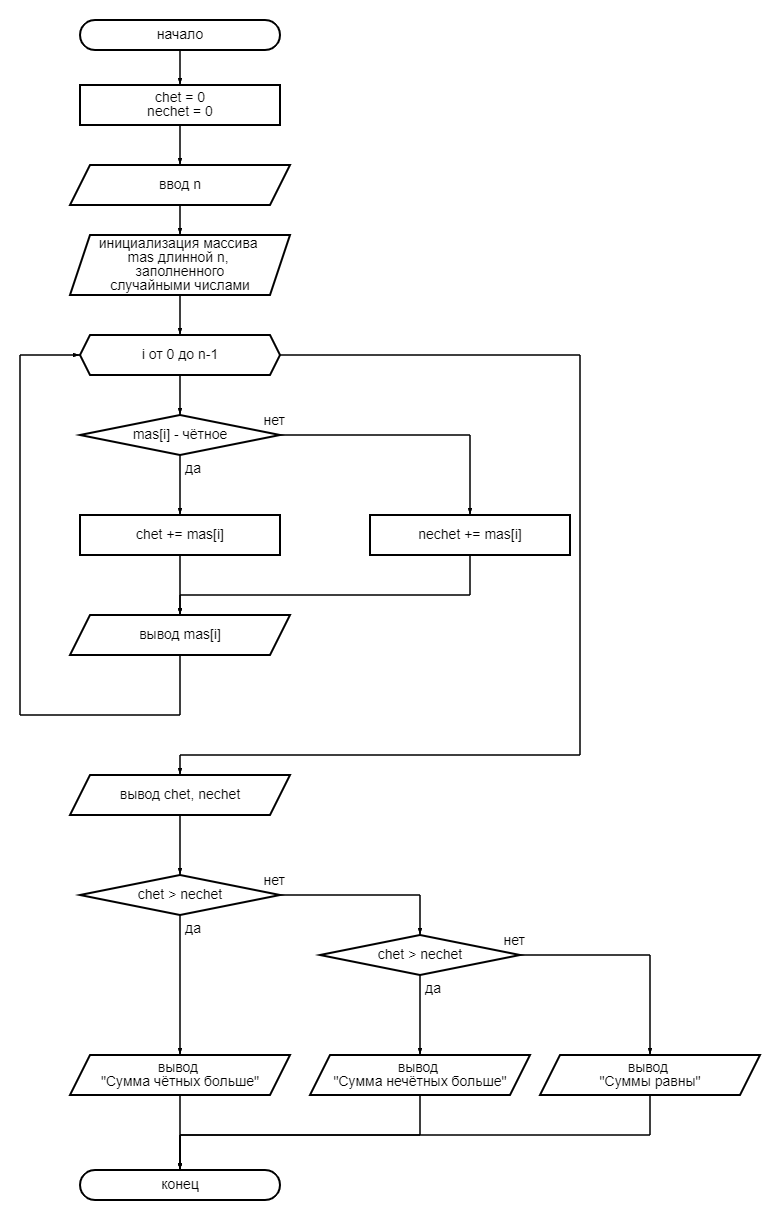 начало
chet = 0
nechet = 0
ввод n
инициализация массива
mas длинной n,
заполненного
случайными числами
i от 0 до n-1
mas[i] - чётное
нет
да
chet += mas[i]
nechet += mas[i]
вывод mas[i]
вывод chet, nechet
chet > nechet
нет
да
chet > nechet
нет
да
вывод
"Сумма чётных больше"
вывод
"Сумма нечётных больше"
вывод
"Суммы равны"
конец